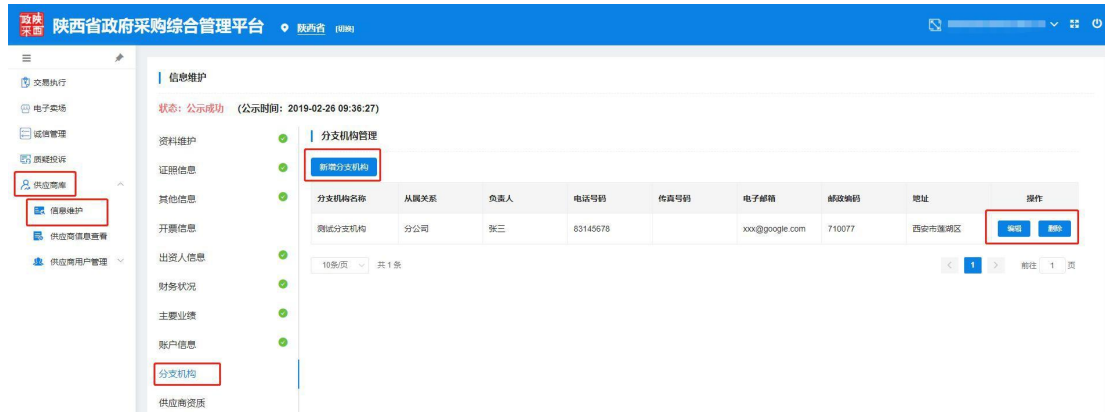 政陕
采西
陕西省政府采购综合管理平台
陕西省 [切换]
交易执行
电子卖场
诚信管理
质疑投诉
供应商库
信息维护
供应商信息查看
供应商用户管理
信息维护
状态：公示成功 (公示时间：2019-02-26 09:36:27)
资料维护
证照信息
其他信息
开票信息
出资人信息
财务状况
主要业绩
账户信息
分支机构
供应商资质
分支机构管理
新增分支机构
分支机构名称 从属关系 负责人 电话号码 传真号码 电子邮箱 邮政编码 地址 操作
测试分支机构 分公司 张三 83145678 xxx@google.com 710077 西安市莲湖区 编辑 删除
10条/页 共1条 1 前往 1 页